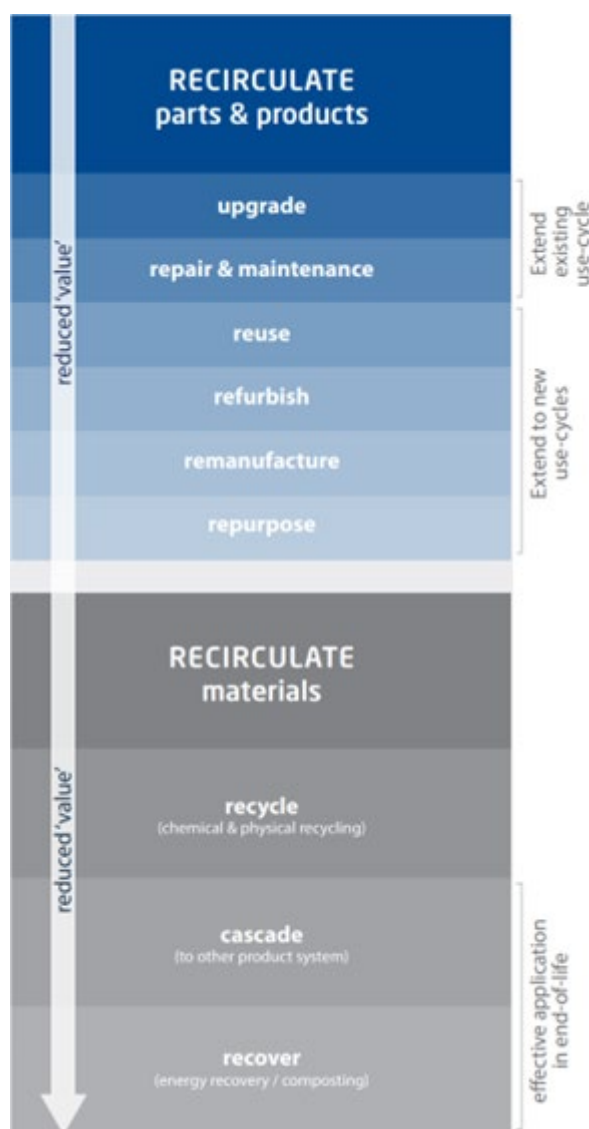 RECIRCULATE
parts & products
upgrade
repair & maintenance
Extend
existing
use-cycle
reduced ‘value’
reuse
refurbish
remanufacture
repurpose
Extend to new
use-cycles
RECIRCULATE
materials
reduced ‘value’
recycle
(chemical & physical recycling)
cascade
(to other product system)
recover
(energy recovery / composting)
effective application
in end-of-life